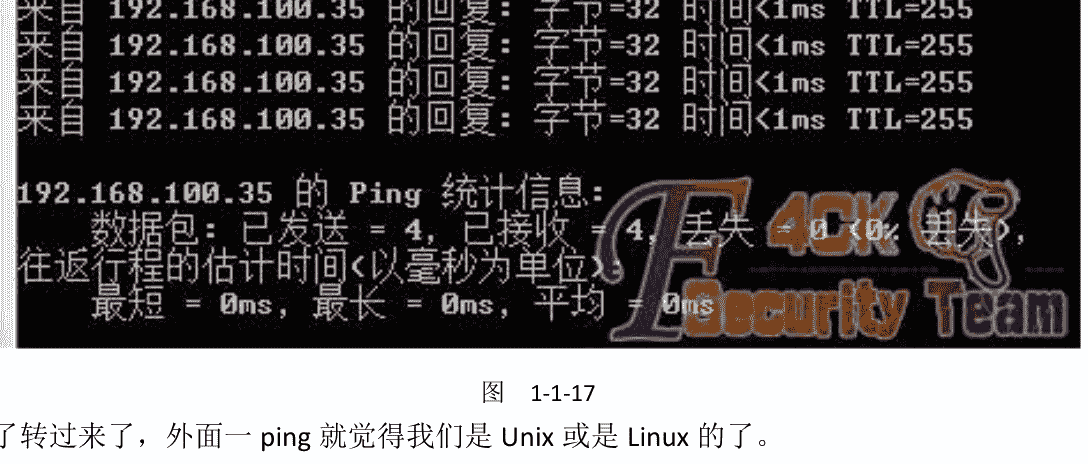 来自 192.168.100.35 的回复: 字节=32 时间<1ms TTL=255
来自 192.168.100.35 的回复: 字节=32 时间<1ms TTL=255
来自 192.168.100.35 的回复: 字节=32 时间<1ms TTL=255
来自 192.168.100.35 的回复: 字节=32 时间<1ms TTL=255
192.168.100.35 的 Ping 统计信息:
数据包: 已发送 = 4, 已接收 = 4, 丢失 = 0 (0% 丢失),
往返行程的估计时间(以毫秒为单位):
最短 = 0ms, 最长 = 0ms, 平均 = 0ms
F4CK
Security Team
图 1-1-17
了转过来了，外面一 ping 就觉得我们是 Unix 或是 Linux 的了。